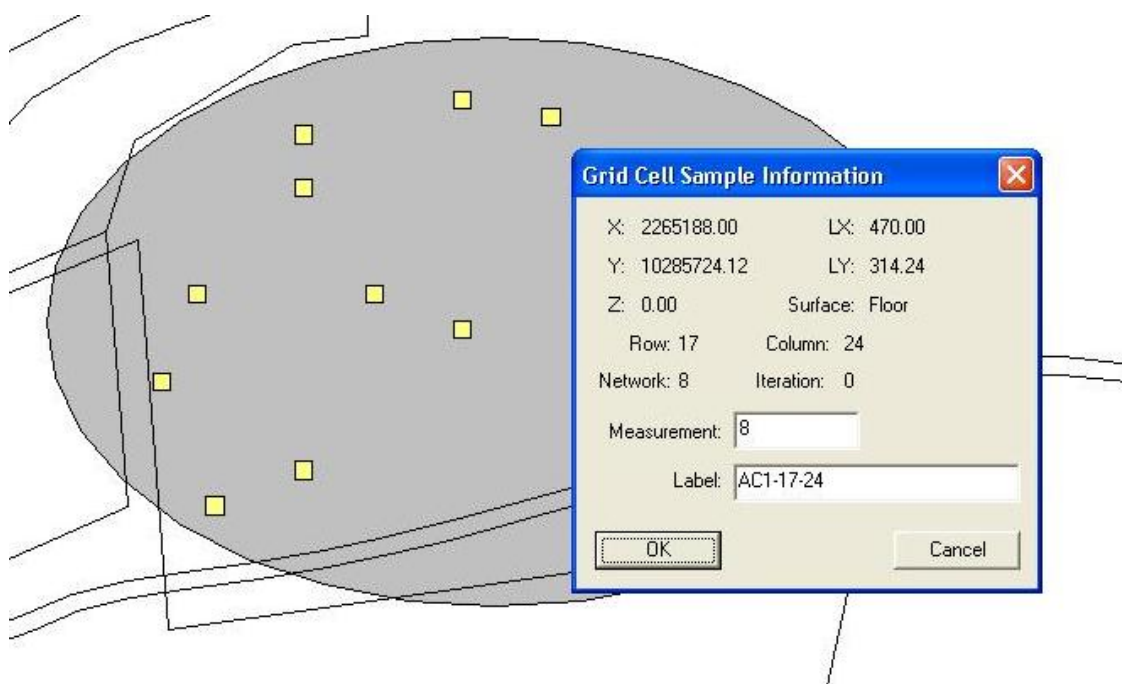 Grid Cell Sample Information
X: 2265188.00 LX: 470.00
Y: 10285724.12 LY: 314.24
Z: 0.00 Surface: Floor
Row: 17 Column: 24
Network: 8 Iteration: 0
Measurement: 8
Label: AC1-17-24
OK Cancel